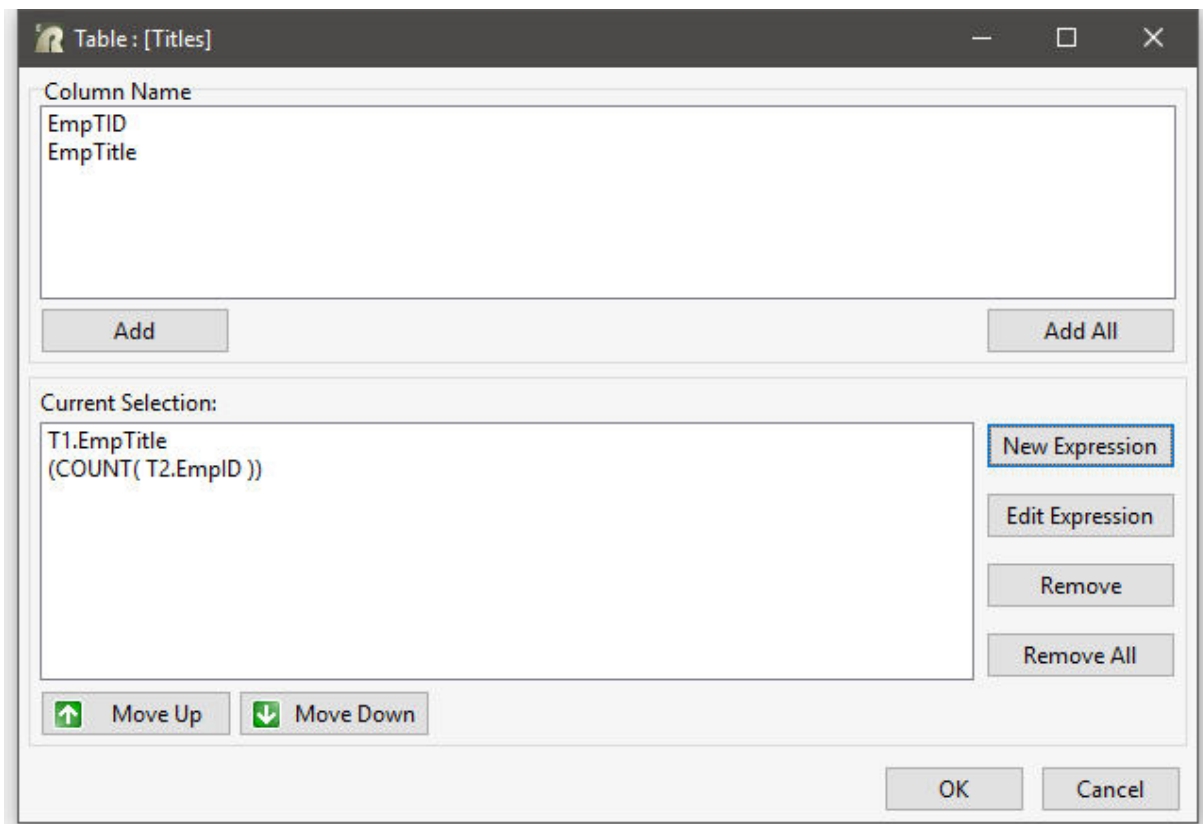 Table : [Titles]
Column Name
EmpTID
EmpTitle
Add
Add All
Current Selection:
T1.EmpTitle
(COUNT( T2.EmpID ))
New Expression
Edit Expression
Remove
Remove All
Move Up
Move Down
OK
Cancel